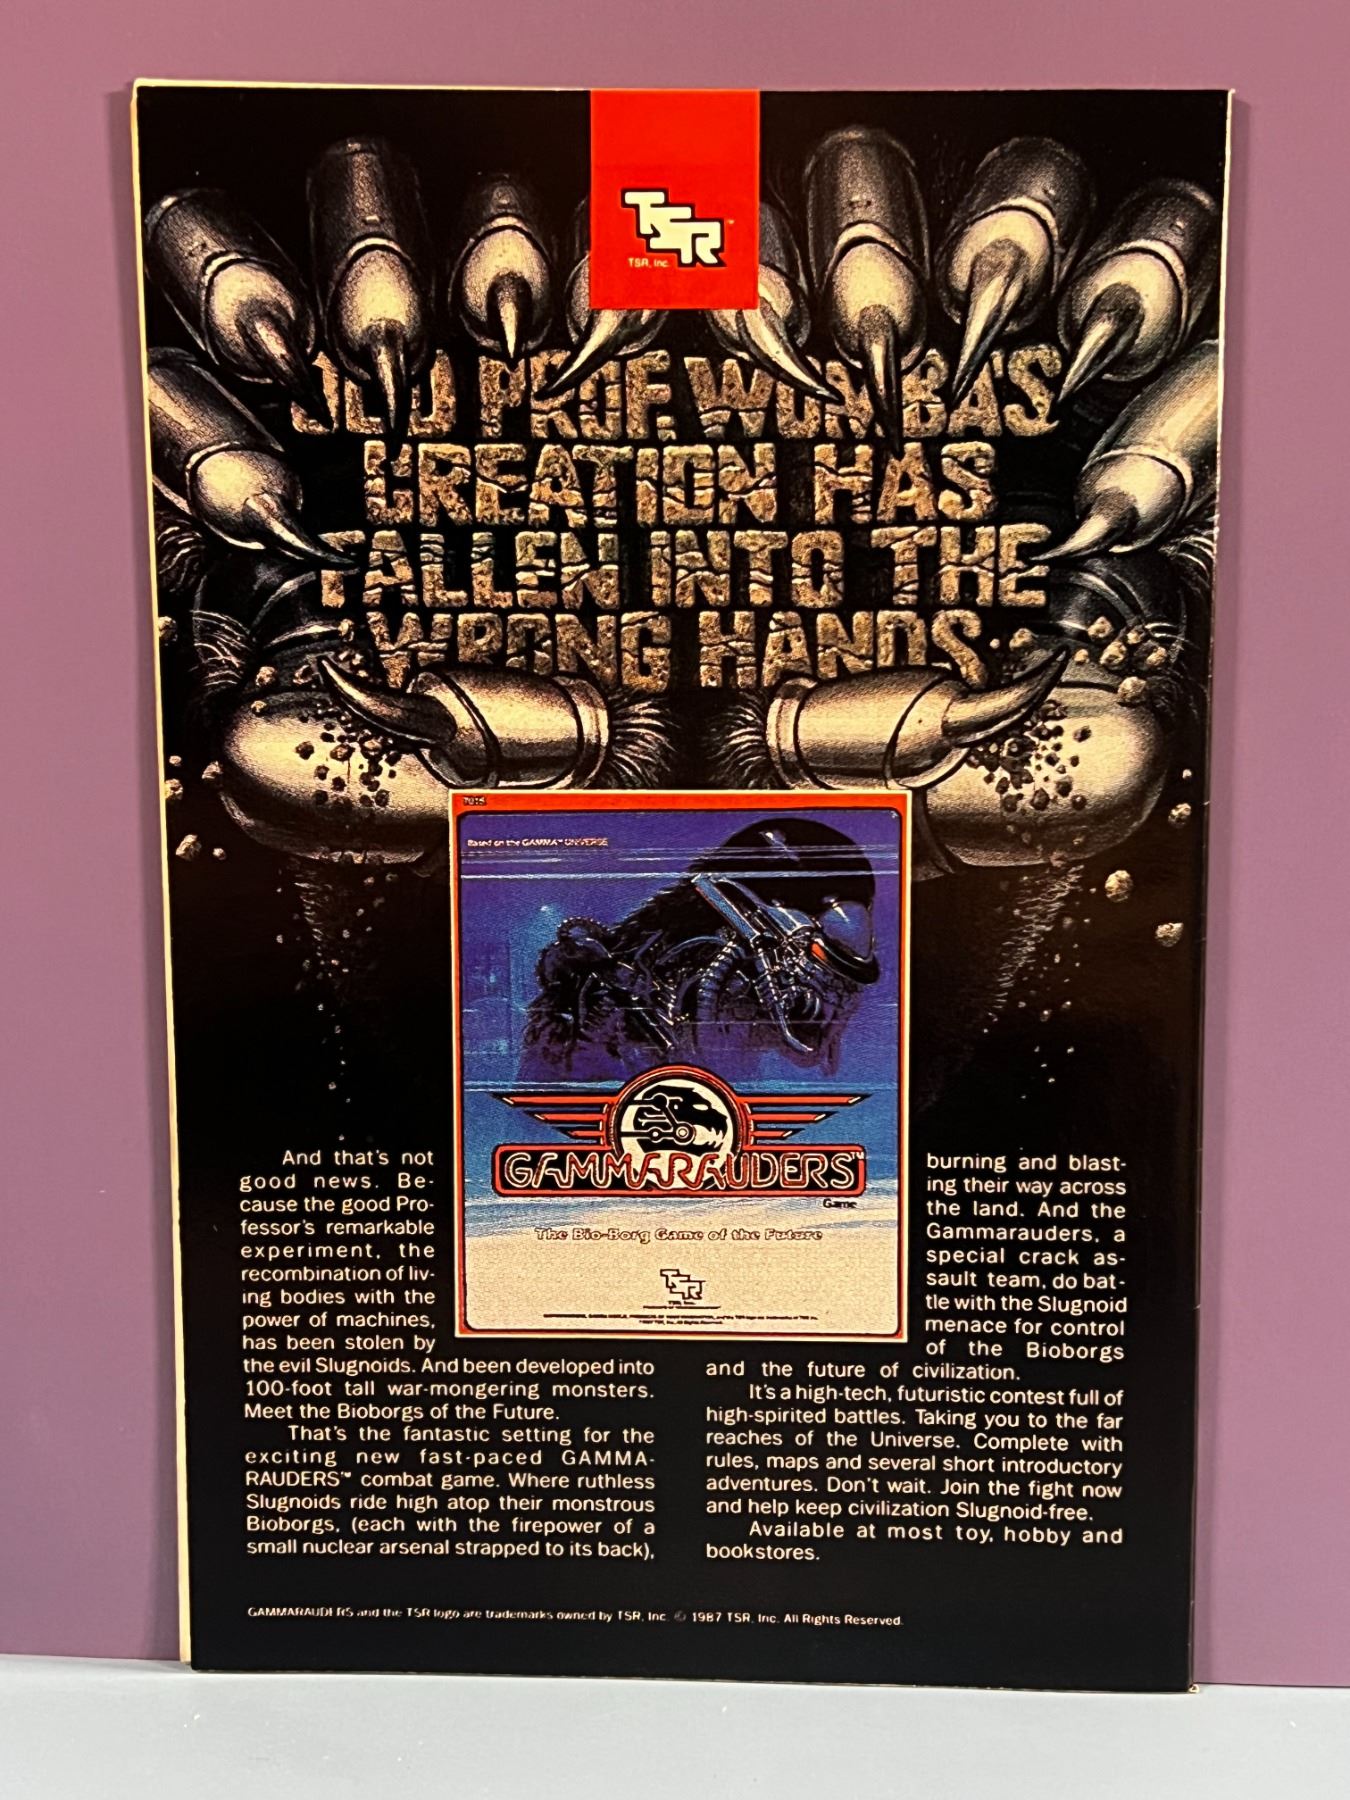 TSR™
TSR, Inc.
OLD PROF. WOMBA'S
CREATION HAS
FALLEN INTO THE
WRONG HANDS.
7015
Based on the GAMMA™ UNIVERSE
GAMMARAUDERS™
Game
The Bio-Borg Game of the Future
TSR
TSR, Inc.
And that's not
good news. Be-
cause the good Pro-
fessor's remarkable
experiment, the
recombination of liv-
ing bodies with the
power of machines,
has been stolen by
the evil Slugnoids. And been developed into
100-foot tall war-mongering monsters.
Meet the Bioborgs of the Future.
That's the fantastic setting for the
exciting new fast-paced GAMMA-
RAUDERS™ combat game. Where ruthless
Slugnoids ride high atop their monstrous
Bioborgs, (each with the firepower of a
small nuclear arsenal strapped to its back),
burning and blast-
ing their way across
the land. And the
Gammarauders, a
special crack as-
sault team, do bat-
tle with the Slugnoid
menace for control
of the Bioborgs
and the future of civilization.
It's a high-tech, futuristic contest full of
high-spirited battles. Taking you to the far
reaches of the Universe. Complete with
rules, maps and several short introductory
adventures. Don't wait. Join the fight now
and help keep civilization Slugnoid-free.
Available at most toy, hobby and
bookstores.
GAMMARAUDERS and the TSR logo are trademarks owned by TSR, Inc. © 1987 TSR, Inc. All Rights Reserved.